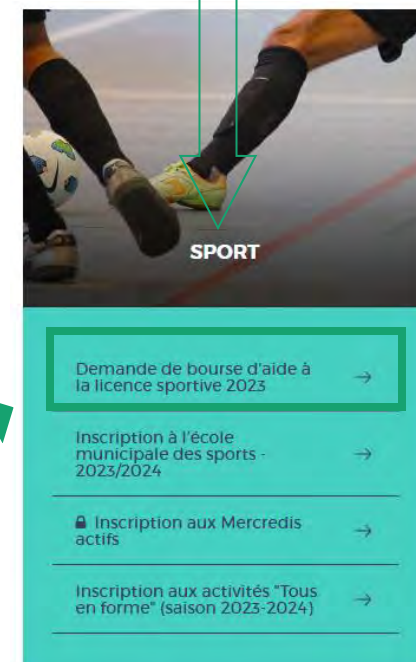 SPORT
Demande de bourse d'aide à
la licence sportive 2023
Inscription à l'école
municipale des sports -
2023/2024
Inscription aux Mercredis
actifs
Inscription aux activités "Tous
en forme" (saison 2023-2024)